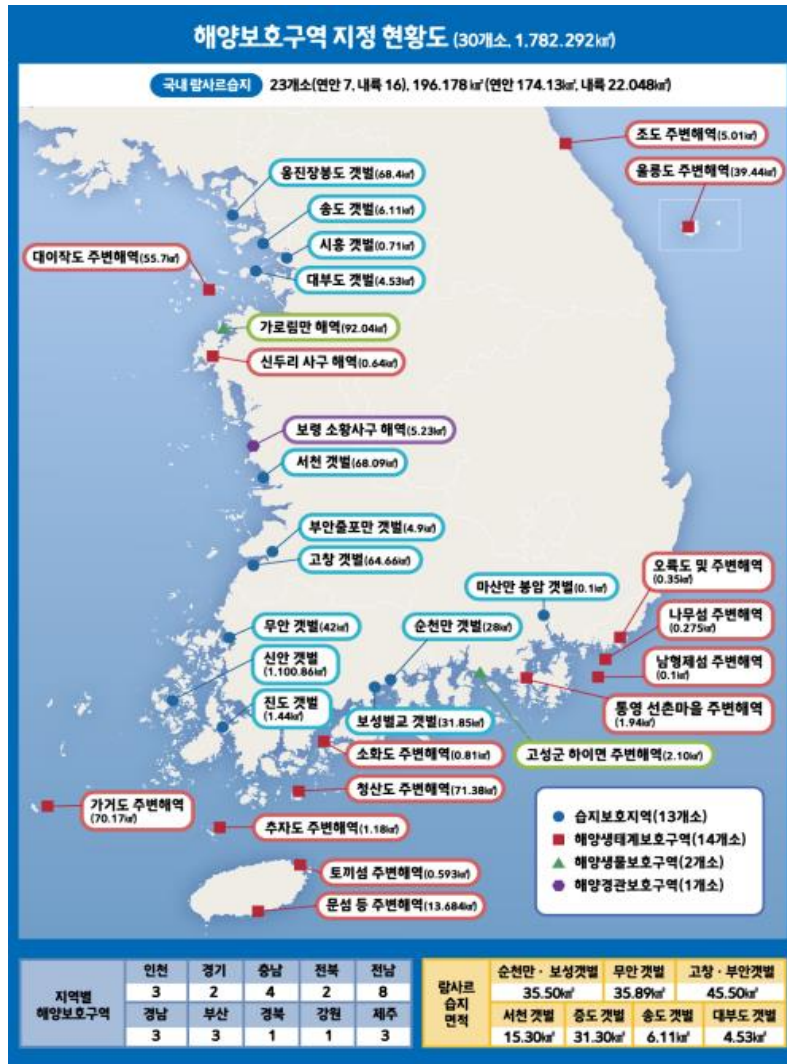 해양보호구역 지정 현황도 (30개소, 1.782.292㎢)
국내 람사르습지 23개소(연안 7, 내륙 16), 196.178㎢(연안 174.13㎢, 내륙 22.048㎢)
조도 주변해역(5.01㎢)
울릉도 주변해역(39.44㎢)
옹진장봉도 갯벌(68.4㎢)
송도 갯벌(6.11㎢)
시흥 갯벌(0.71㎢)
대이작도 주변해역(55.7㎢)
대부도 갯벌(4.53㎢)
가로림만 해역(92.04㎢)
신두리 사구 해역(0.64㎢)
보령 소황사구 해역(5.23㎢)
서천 갯벌(68.09㎢)
부안줄포만 갯벌(4.9㎢)
고창 갯벌(64.66㎢)
마산만 봉암 갯벌(0.1㎢)
오륙도 및 주변해역
(0.35㎢)
나무섬 주변해역
(0.275㎢)
남형제섬 주변해역
(0.1㎢)
통영 선촌마을 주변해역
(1.94㎢)
무안 갯벌(42㎢)
순천만 갯벌(28㎢)
신안 갯벌
(1.100.86㎢)
진도 갯벌
(1.44㎢)
보성벌교 갯벌(31.85㎢)
소화도 주변해역(0.81㎢)
고성군 하이면 주변해역(2.10㎢)
청산도 주변해역(71.38㎢)
가거도 주변해역
(70.17㎢)
추자도 주변해역(1.18㎢)
토끼섬 주변해역(0.593㎢)
문섬 등 주변해역(13.684㎢)
습지보호지역(13개소)
해양생태계보호구역(14개소)
해양생물보호구역(2개소)
해양경관보호구역(1개소)
지역별
해양보호구역
인천 경기 충남 전북 전남
3 2 4 2 8
경남 부산 경북 강원 제주
3 3 1 1 3
람사르
습지
면적
순천만 · 보성갯벌 무안 갯벌 고창 · 부안갯벌
35.50㎢ 35.89㎢ 45.50㎢
서천 갯벌 증도 갯벌 송도 갯벌 대부도 갯벌
15.30㎢ 31.30㎢ 6.11㎢ 4.53㎢